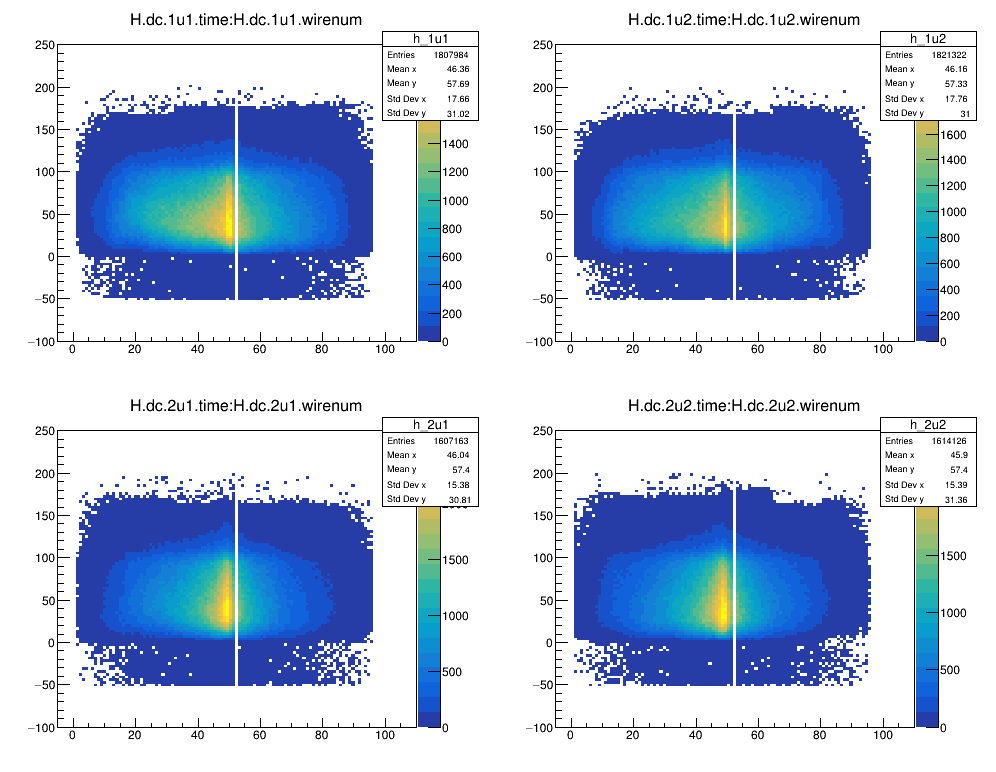 H.dc.1u1.time:H.dc.1u1.wirenum
h_1u1
Entries 1807984
Mean x 46.36
Mean y 57.69
Std Dev x 17.66
Std Dev y 31.02
250
200
150
100
50
0
−50
−100
0 20 40 60 80 100
1400
1200
1000
800
600
400
200
0
H.dc.1u2.time:H.dc.1u2.wirenum
h_1u2
Entries 1821322
Mean x 46.16
Mean y 57.33
Std Dev x 17.76
Std Dev y 31
250
200
150
100
50
0
−50
−100
0 20 40 60 80 100
1600
1400
1200
1000
800
600
400
200
0
H.dc.2u1.time:H.dc.2u1.wirenum
h_2u1
Entries 1607163
Mean x 46.04
Mean y 57.4
Std Dev x 15.38
Std Dev y 30.81
250
200
150
100
50
0
−50
−100
0 20 40 60 80 100
1500
1000
500
0
H.dc.2u2.time:H.dc.2u2.wirenum
h_2u2
Entries 1614126
Mean x 45.9
Mean y 57.4
Std Dev x 15.39
Std Dev y 31.36
250
200
150
100
50
0
−50
−100
0 20 40 60 80 100
1500
1000
500
0